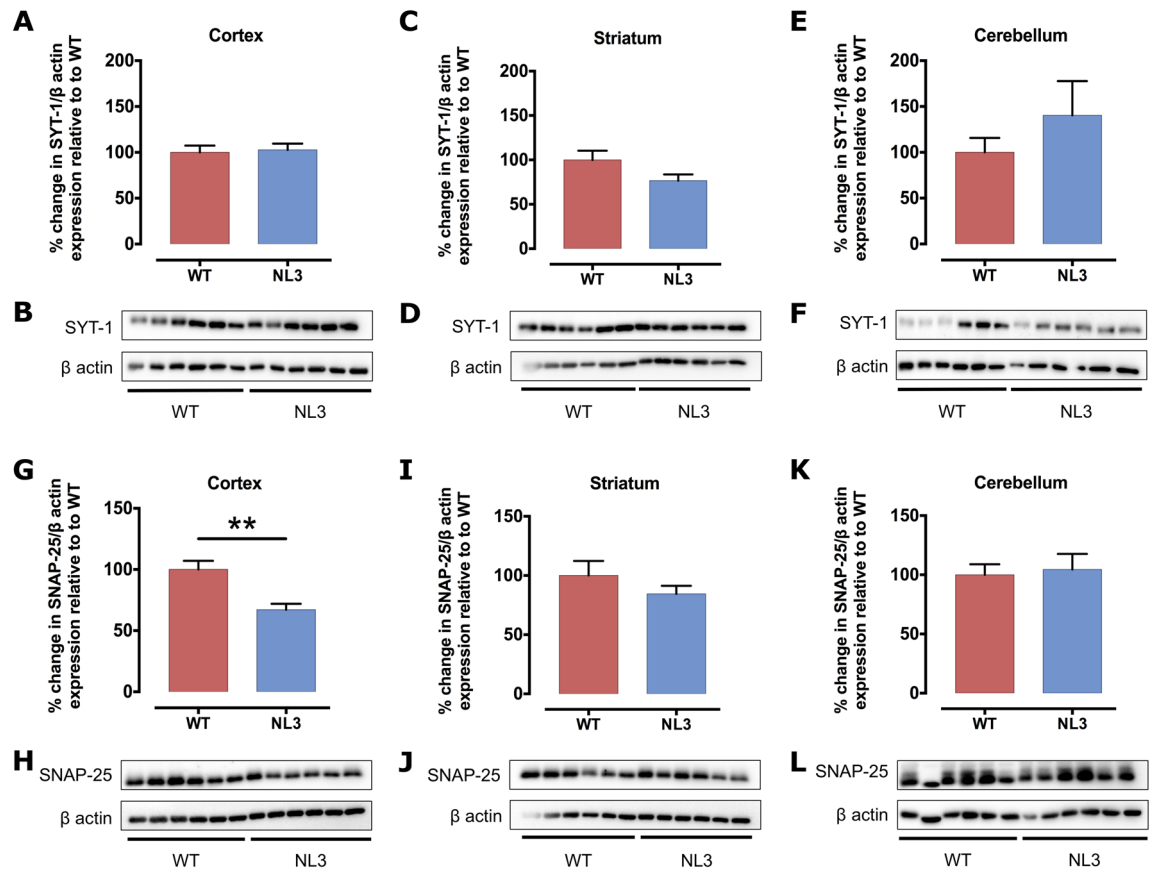 A
Cortex
% change in SYT-1/β actin
expression relative to to WT
200
150
100
50
0
WT
NL3
C
Striatum
% change in SYT-1/β actin
expression relative to to WT
200
150
100
50
0
WT
NL3
E
Cerebellum
% change in SYT-1/β actin
expression relative to to WT
200
150
100
50
0
WT
NL3
B
SYT-1
β actin
WT
NL3
D
SYT-1
β actin
WT
NL3
F
SYT-1
β actin
WT
NL3
G
Cortex
% change in SNAP-25/β actin
expression relative to to WT
150
100
50
0
**
WT
NL3
I
Striatum
% change in SNAP-25/β actin
expression relative to to WT
150
100
50
0
WT
NL3
K
Cerebellum
% change in SNAP-25/β actin
expression relative to to WT
150
100
50
0
WT
NL3
H
SNAP-25
β actin
WT
NL3
J
SNAP-25
β actin
WT
NL3
L
SNAP-25
β actin
WT
NL3